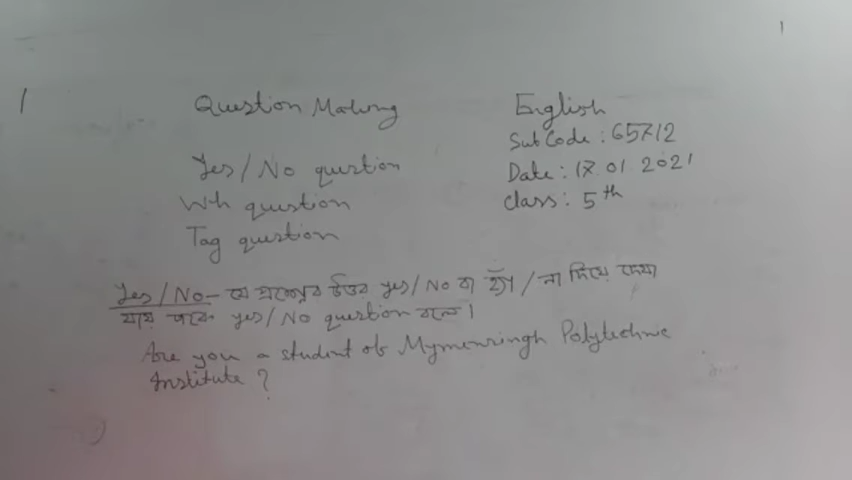 1
Question Making
English
Sub Code : 65712
Yes/No question
Date : 17 01 2021
Wh question
Class : 5th
Tag question
Yes/No – যে প্রশ্নের উত্তর yes/No বা হ্যাঁ/না দিয়ে দেয়া
যায় তাকে yes/No question বলে।
Are you a student of Mymensingh Polytechnic
Institute ?